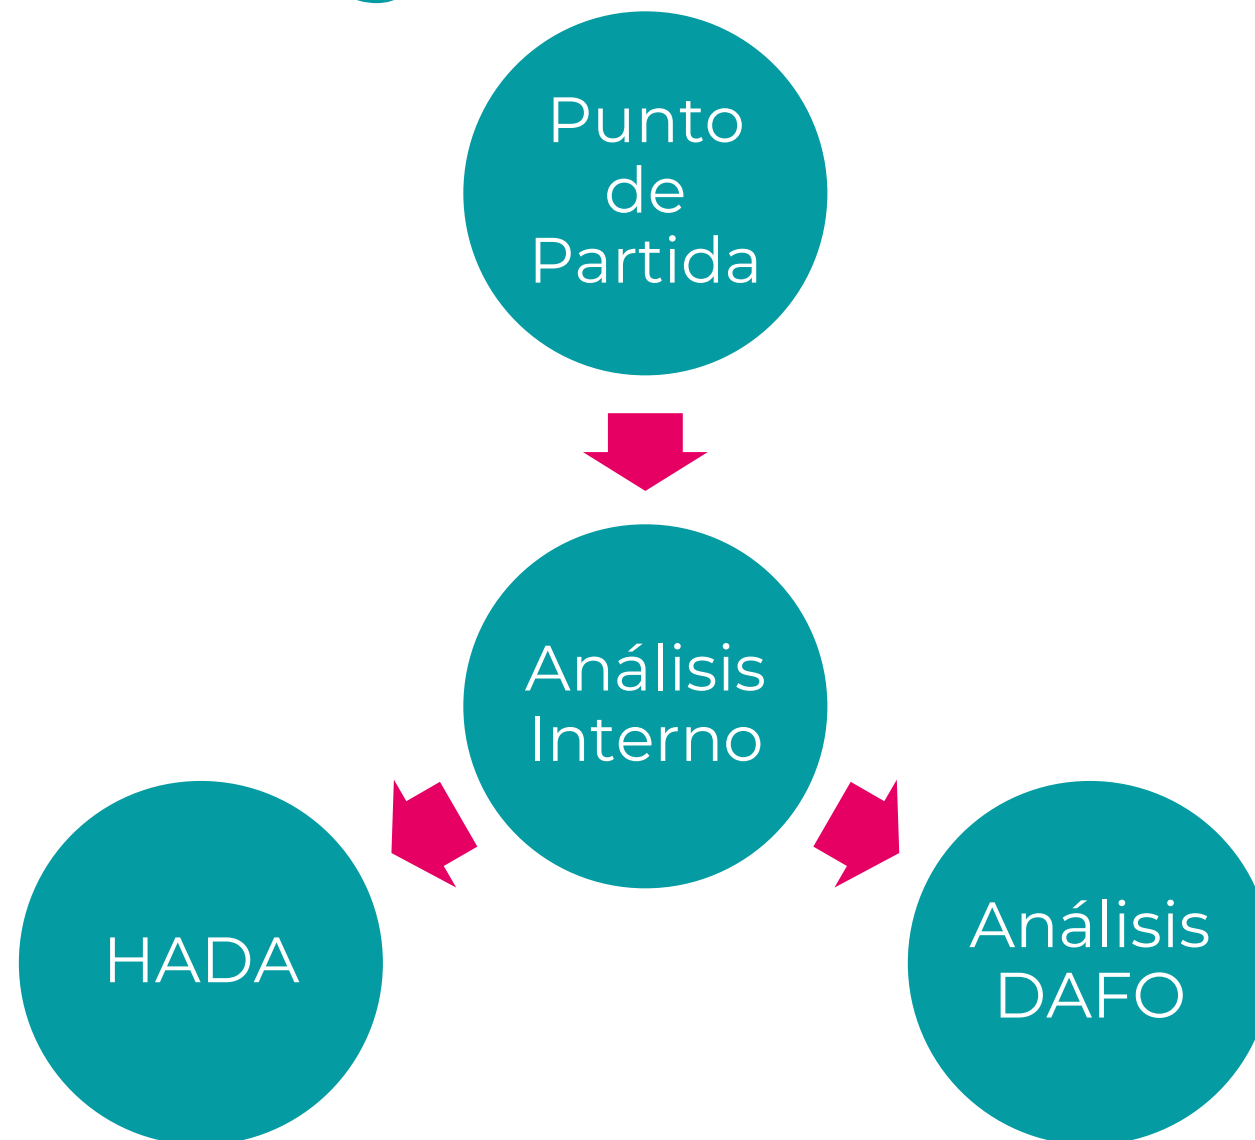 Punto
de
Partida
Análisis
Interno
HADA
Análisis
DAFO